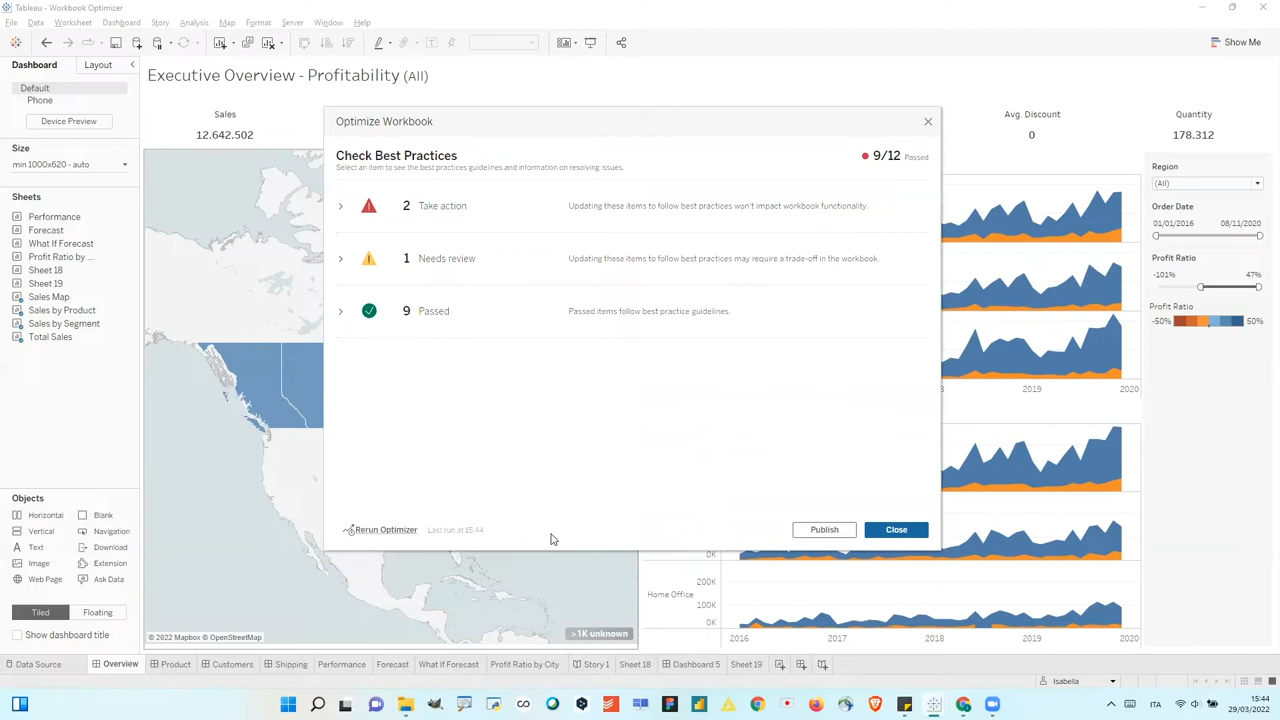 Tableau - Workbook Optimizer
File Data Worksheet Dashboard Story Analysis Map Format Server Window Help
Show Me
Dashboard Layout
Default
Phone
Device Preview
Size
min 1000x620 - auto
Sheets
Performance
Forecast
What If Forecast
Profit Ratio by ...
Sheet 18
Sheet 19
Sales Map
Sales by Product
Sales by Segment
Total Sales
Objects
Horizontal Blank
Vertical Navigation
Text Download
Image Extension
Web Page Ask Data
Tiled Floating
Show dashboard title
Executive Overview - Profitability (All)
Sales Avg. Discount Quantity
12.642.502 0 178.312
Optimize Workbook
Check Best Practices 9/12 Passed
Select an item to see the best practices guidelines and information on resolving issues.
2 Take action Updating these items to follow best practices won't impact workbook functionality.
1 Needs review Updating these items to follow best practices may require a trade-off in the workbook.
9 Passed Passed items follow best practice guidelines.
Rerun Optimizer Last run at 15:44 Publish Close
Region
(All)
Order Date
01/01/2016 08/11/2020
Profit Ratio
-101% 47%
Profit Ratio
-50% 50%
2019 2020
0K
Home Office
200K
100K
0K
2016 2017 2018 2019 2020
© 2022 Mapbox © OpenStreetMap >1K unknown
Data Source Overview Product Customers Shipping Performance Forecast What If Forecast Profit Ratio by City Story 1 Sheet 18 Dashboard 5 Sheet 19
Isabella
ITA
15:44
29/03/2022